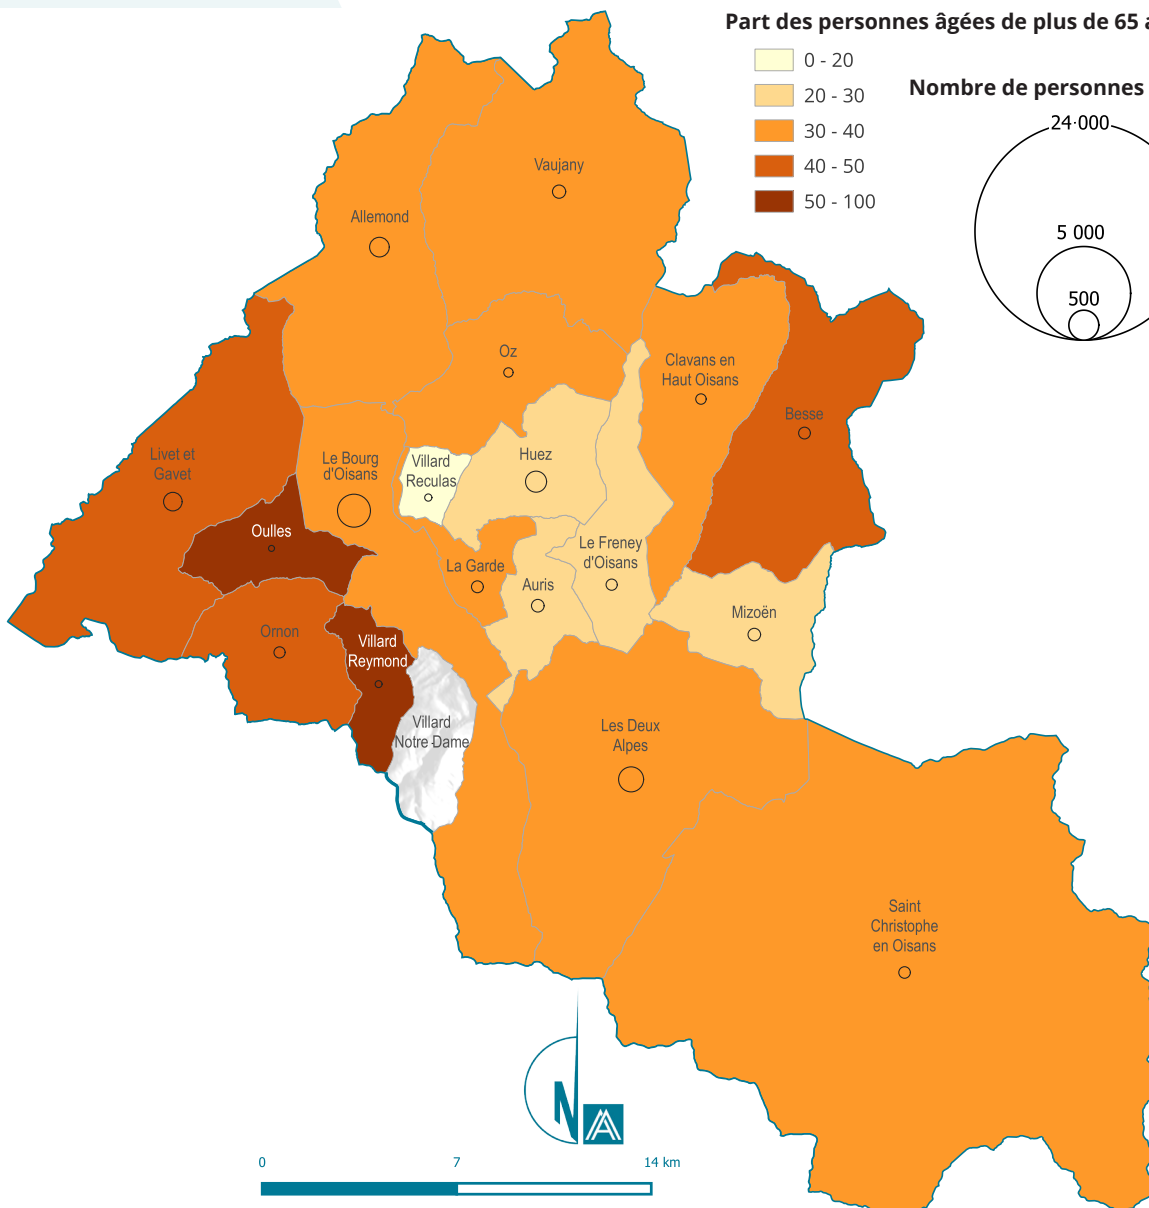 Part des personnes âgées de plus de 65 a
0 - 20
20 - 30
30 - 40
40 - 50
50 - 100
Nombre de personnes
24·000
5 000
500
Vaujany
Allemond
Oz
Clavans en
Haut Oisans
Besse
Livet et
Gavet
Le Bourg
d'Oisans
Villard
Reculas
Huez
Oulles
La Garde
Auris
Le Freney
d'Oisans
Mizoën
Ornon
Villard
Reymond
Villard
Notre-Dame
Les Deux
Alpes
Saint
Christophe
en Oisans
N
0 7 14 km